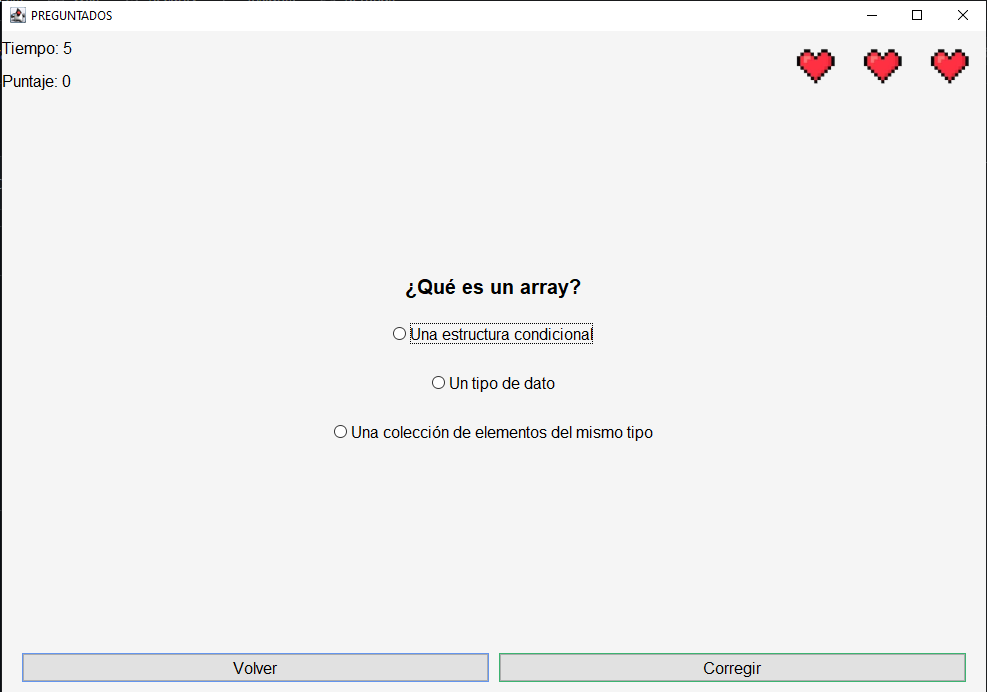 PREGUNTADOS
Tiempo: 5
Puntaje: 0
¿Qué es un array?
Una estructura condicional
Un tipo de dato
Una colección de elementos del mismo tipo
Volver
Corregir